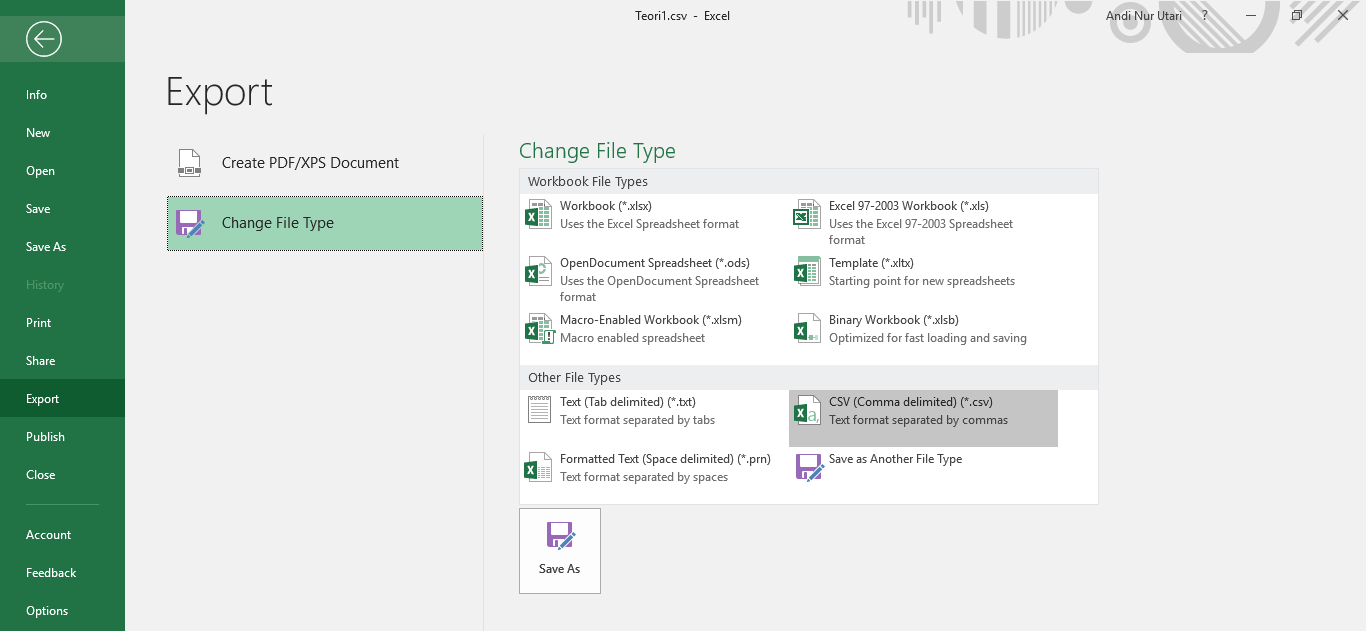 Teori1.csv - Excel
Andi Nur Utari
?
Info
New
Open
Save
Save As
History
Print
Share
Export
Publish
Close
Account
Feedback
Options
Export
Create PDF/XPS Document
Change File Type
Change File Type
Workbook File Types
Workbook (*.xlsx)
Uses the Excel Spreadsheet format
Excel 97-2003 Workbook (*.xls)
Uses the Excel 97-2003 Spreadsheet
format
OpenDocument Spreadsheet (*.ods)
Uses the OpenDocument Spreadsheet
format
Template (*.xltx)
Starting point for new spreadsheets
Macro-Enabled Workbook (*.xlsm)
Macro enabled spreadsheet
Binary Workbook (*.xlsb)
Optimized for fast loading and saving
Other File Types
Text (Tab delimited) (*.txt)
Text format separated by tabs
CSV (Comma delimited) (*.csv)
Text format separated by commas
Formatted Text (Space delimited) (*.prn)
Text format separated by spaces
Save as Another File Type
Save As